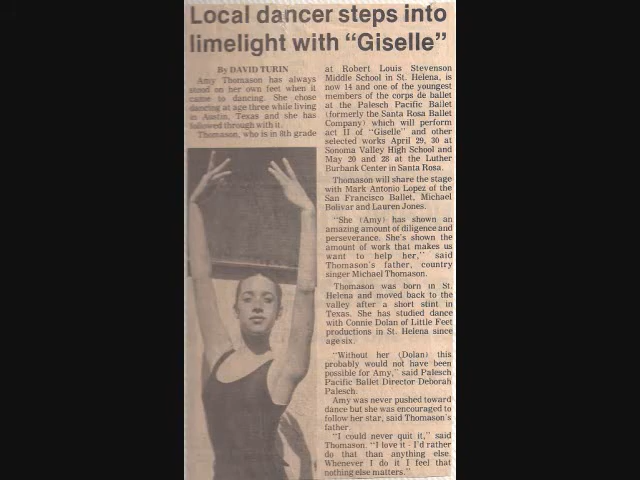 Local dancer steps into
limelight with “Giselle”
By DAVID TURIN
Amy Thomason has always
stood on her own feet when it
came to dancing. She chose
dancing at age three while living
in Austin, Texas and she has
followed through with it.
Thomason, who is in 8th grade
at Robert Louis Stevenson
Middle School in St. Helena, is
now 14 and one of the youngest
members of the corps de ballet
at the Palesch Pacific Ballet
(formerly the Santa Rosa Ballet
Company) which will perform
act II of "Giselle" and other
selected works April 29, 30 at
Sonoma Valley High School and
May 20 and 28 at the Luther
Burbank Center in Santa Rosa.
Thomason will share the stage
with Mark Antonio Lopez of the
San Francisco Ballet, Michael
Bolivar and Lauren Jones.
"She (Amy) has shown an
amazing amount of diligence and
perseverance. She's shown the
amount of work that makes us
want to help her," said
Thomason's father, country
singer Michael Thomason.
Thomason was born in St.
Helena and moved back to the
valley after a short stint in
Texas. She has studied dance
with Connie Dolan of Little Feet
productions in St. Helena since
age six.
"Without her (Dolan) this
probably would not have been
possible for Amy," said Palesch
Pacific Ballet Director Deborah
Palesch.
Amy was never pushed toward
dance but she was encouraged to
follow her star, said Thomason's
father.
"I could never quit it," said
Thomason. "I love it - I'd rather
do that than anything else.
Whenever I do it I feel that
nothing else matters."